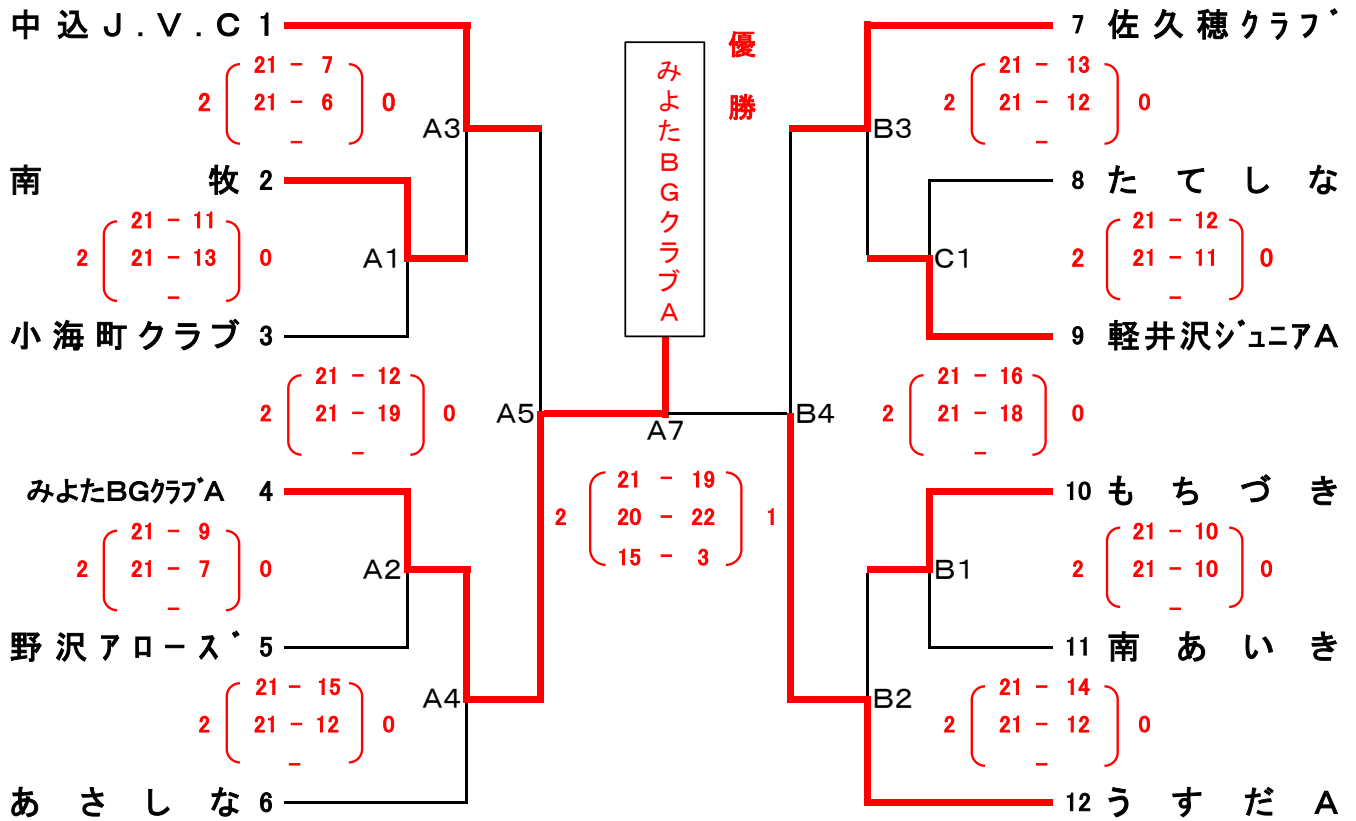 中込J.V.C 1
21 - 7
2 21 - 6 0
-
A3
南牧 2
21 - 11
2 21 - 13 0
-
A1
小海町クラブ 3
21 - 12
2 21 - 19 0
-
A5
みよたBGクラブA 4
21 - 9
2 21 - 7 0
-
A2
野沢アローズ 5
21 - 15
2 21 - 12 0
-
A4
あさしな 6
優勝
みよたBGクラブA
A7
21 - 19
2 20 - 22 1
15 - 3
7 佐久穂クラブ
21 - 13
2 21 - 12 0
-
B3
8 たてしな
21 - 12
2 21 - 11 0
-
C1
9 軽井沢ジュニアA
21 - 16
2 21 - 18 0
-
B4
10 もちづき
21 - 10
2 21 - 10 0
-
B1
11 南あいき
21 - 14
2 21 - 12 0
-
B2
12 うすだA